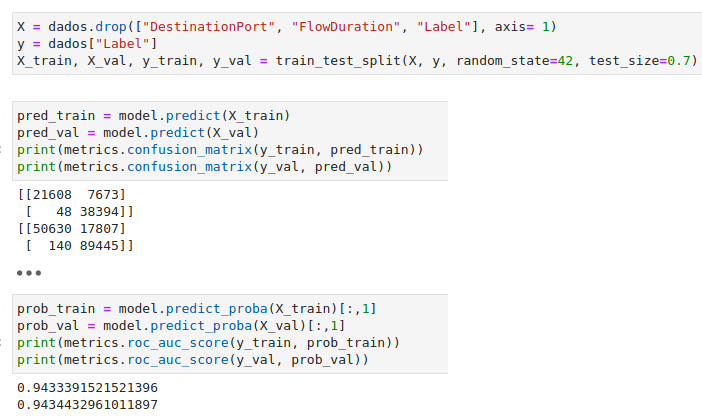 X = dados.drop(["DestinationPort", "FlowDuration", "Label"], axis= 1)
y = dados["Label"]
X_train, X_val, y_train, y_val = train_test_split(X, y, random_state=42, test_size=0.7)
pred_train = model.predict(X_train)
pred_val = model.predict(X_val)
print(metrics.confusion_matrix(y_train, pred_train))
print(metrics.confusion_matrix(y_val, pred_val))
[[21608  7673]
 [   48 38394]]
[[50630 17807]
 [  140 89445]]
•••
prob_train = model.predict_proba(X_train)[:,1]
prob_val = model.predict_proba(X_val)[:,1]
print(metrics.roc_auc_score(y_train, prob_train))
print(metrics.roc_auc_score(y_val, prob_val))
0.9433391521521396
0.9434432961011897